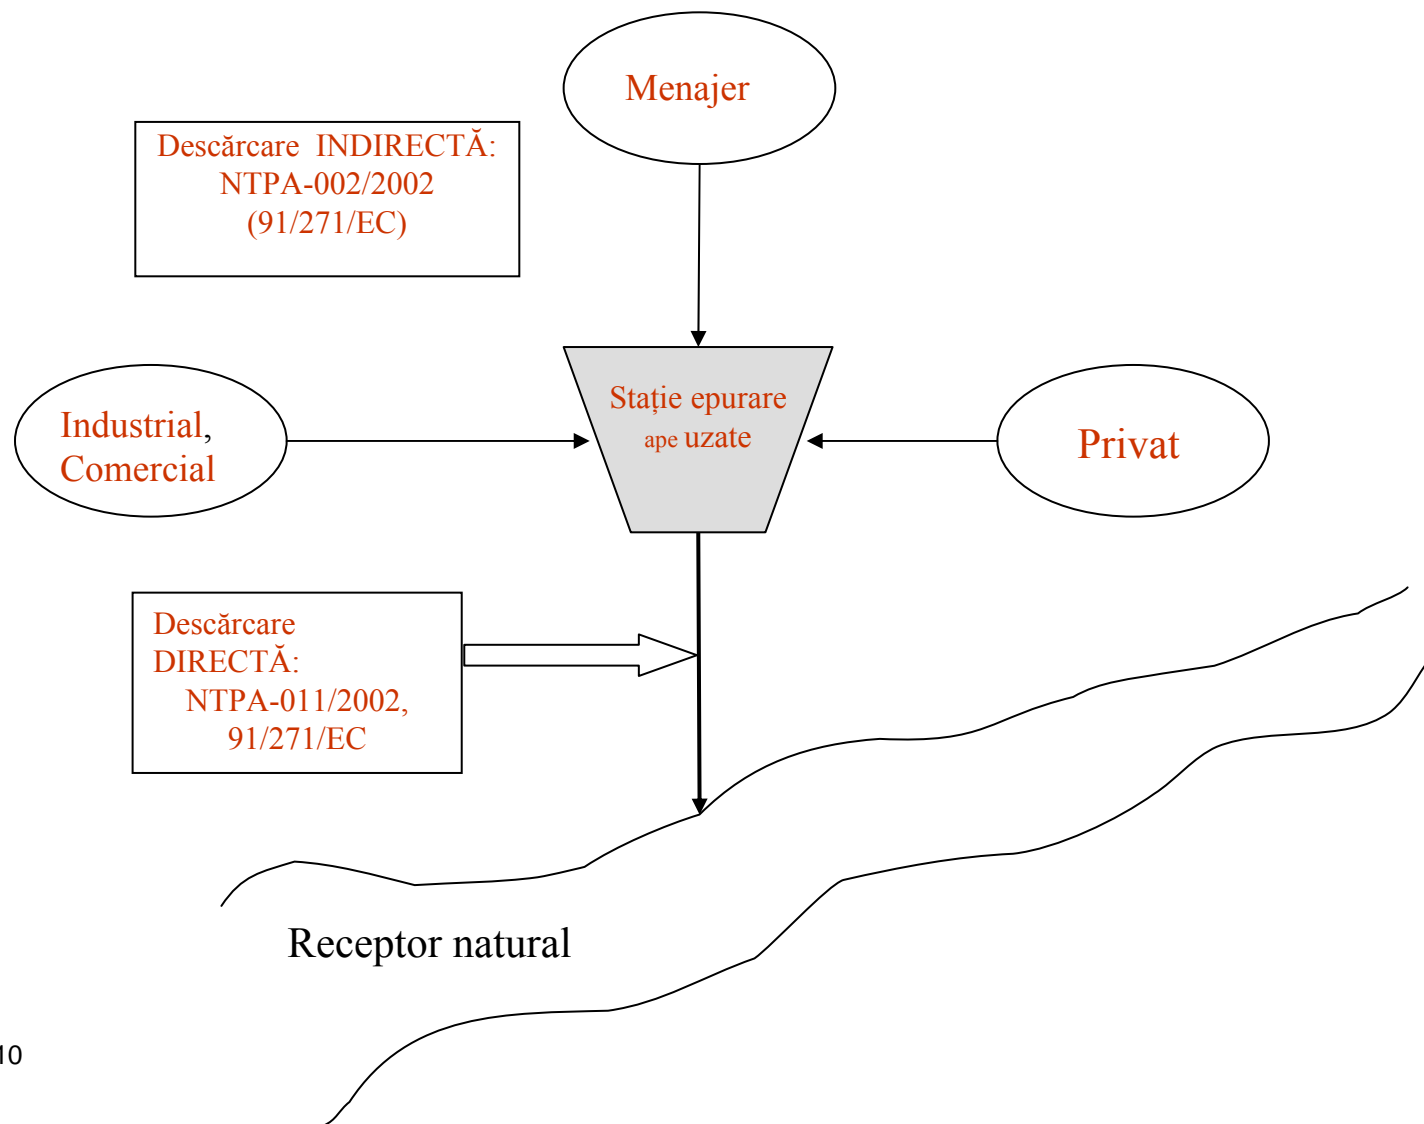 Menajer
Descărcare INDIRECTĂ:
NTPA-002/2002
(91/271/EC)
Stație epurare
ape uzate
Industrial,
Comercial
Privat
Descărcare
DIRECTĂ:
NTPA-011/2002,
91/271/EC
Receptor natural
10